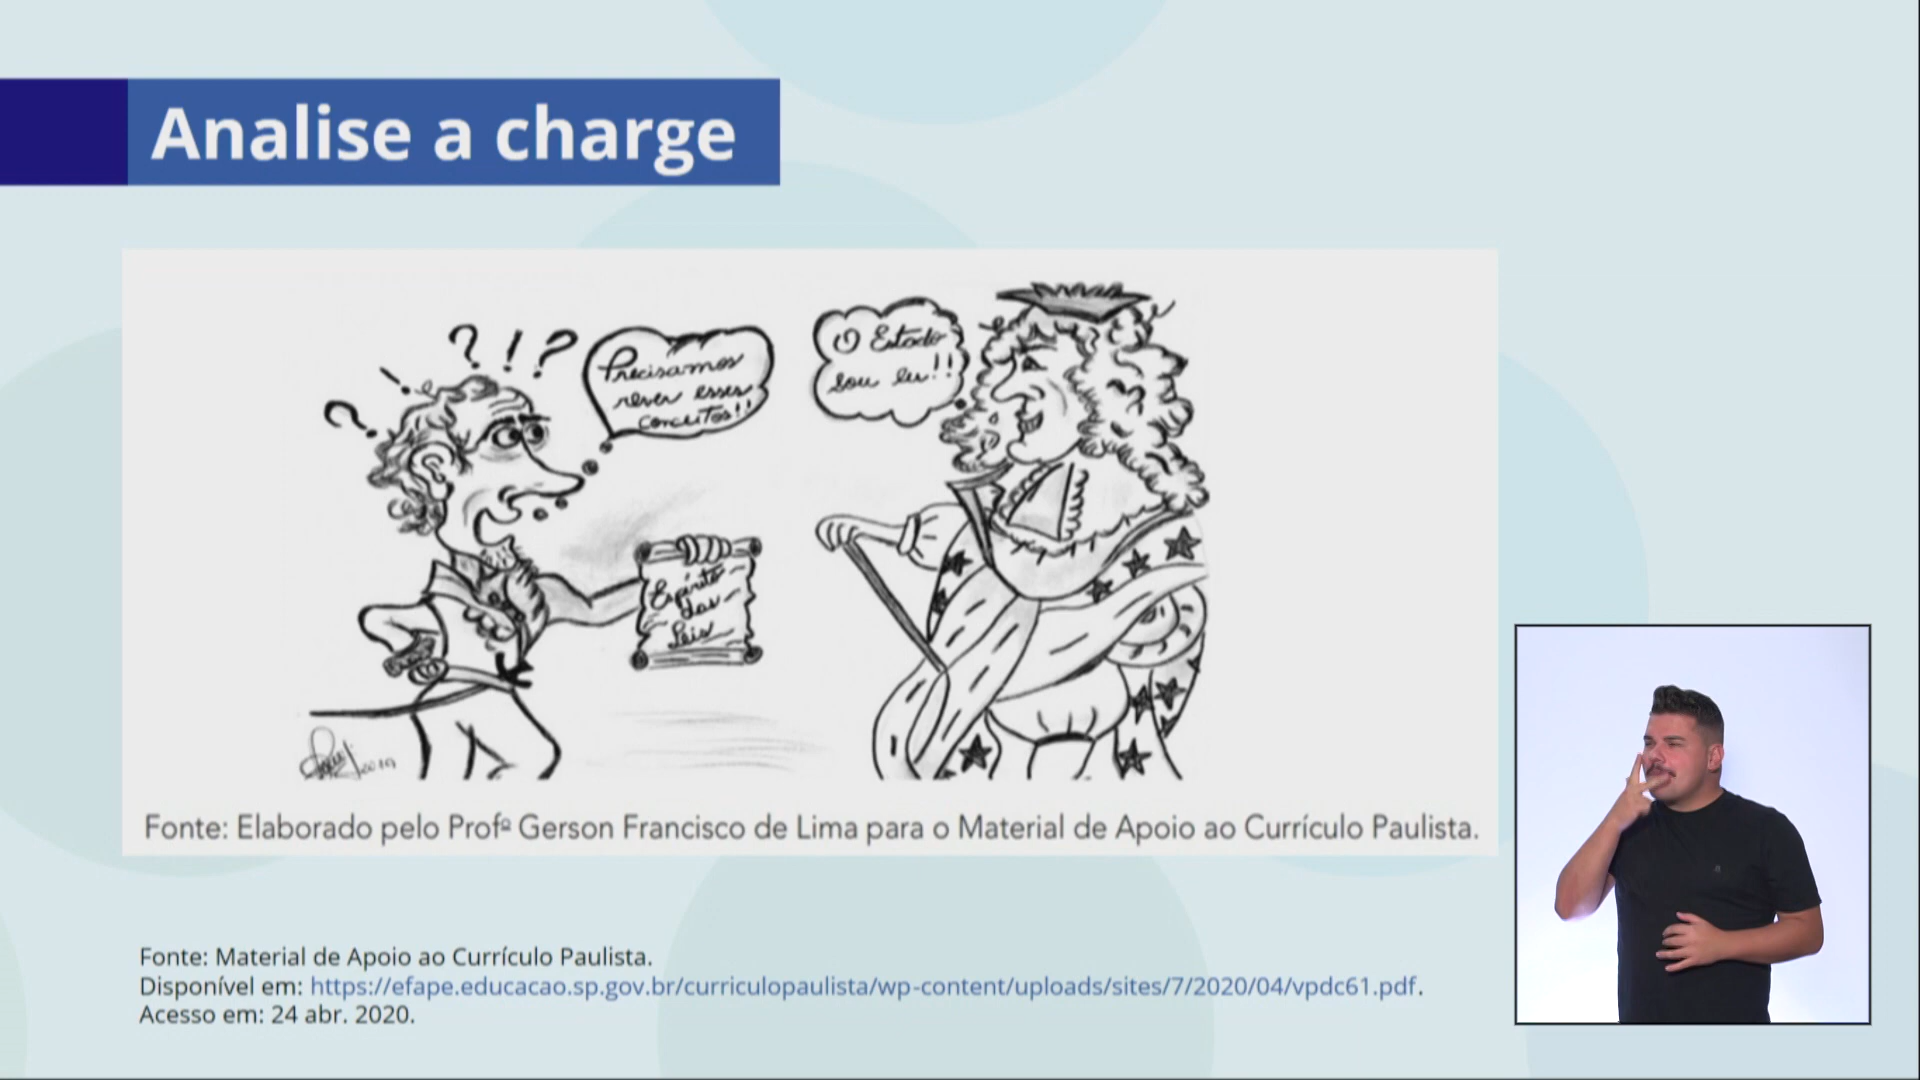 Analise a charge
? ! ? ! ?
Precisamos
rever esses
conceitos!!
O Estado
sou eu!!
Espírito
das
Leis
2019
Fonte: Elaborado pelo Profº Gerson Francisco de Lima para o Material de Apoio ao Currículo Paulista.
Fonte: Material de Apoio ao Currículo Paulista.
Disponível em: https://efape.educacao.sp.gov.br/curriculopaulista/wp-content/uploads/sites/7/2020/04/vpdc61.pdf.
Acesso em: 24 abr. 2020.